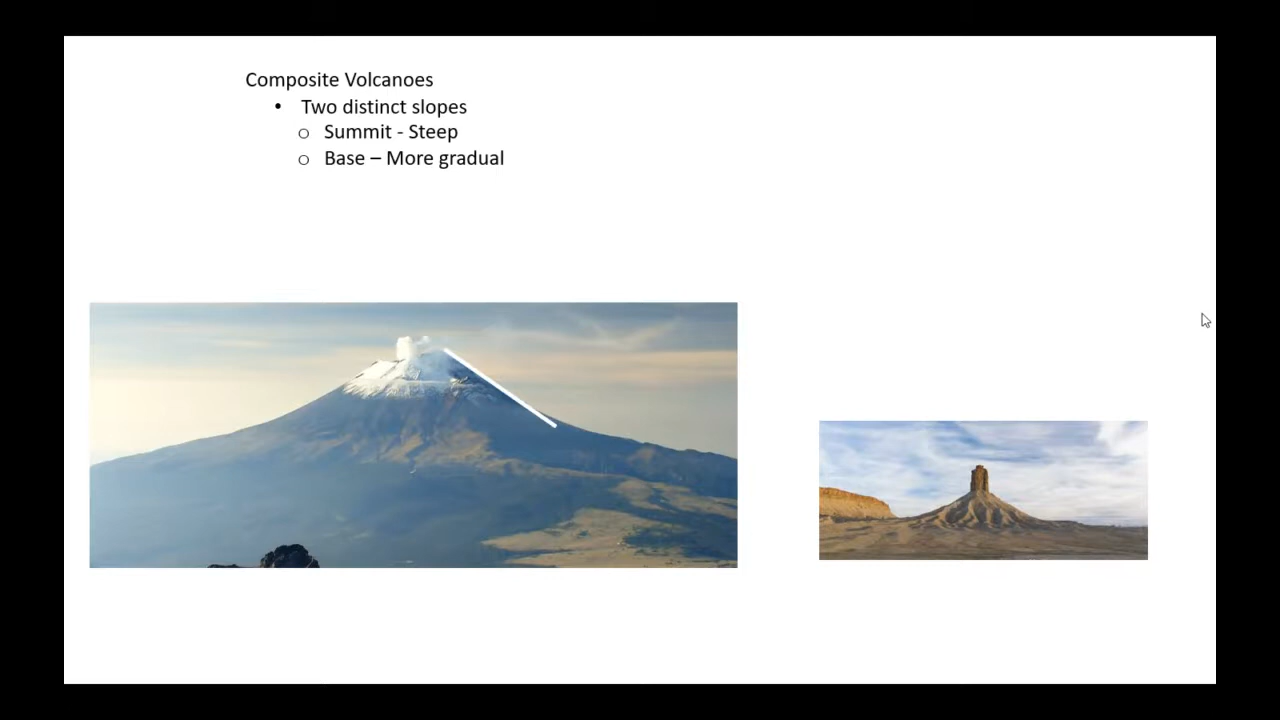 Composite Volcanoes
• Two distinct slopes
o Summit - Steep
o Base – More gradual